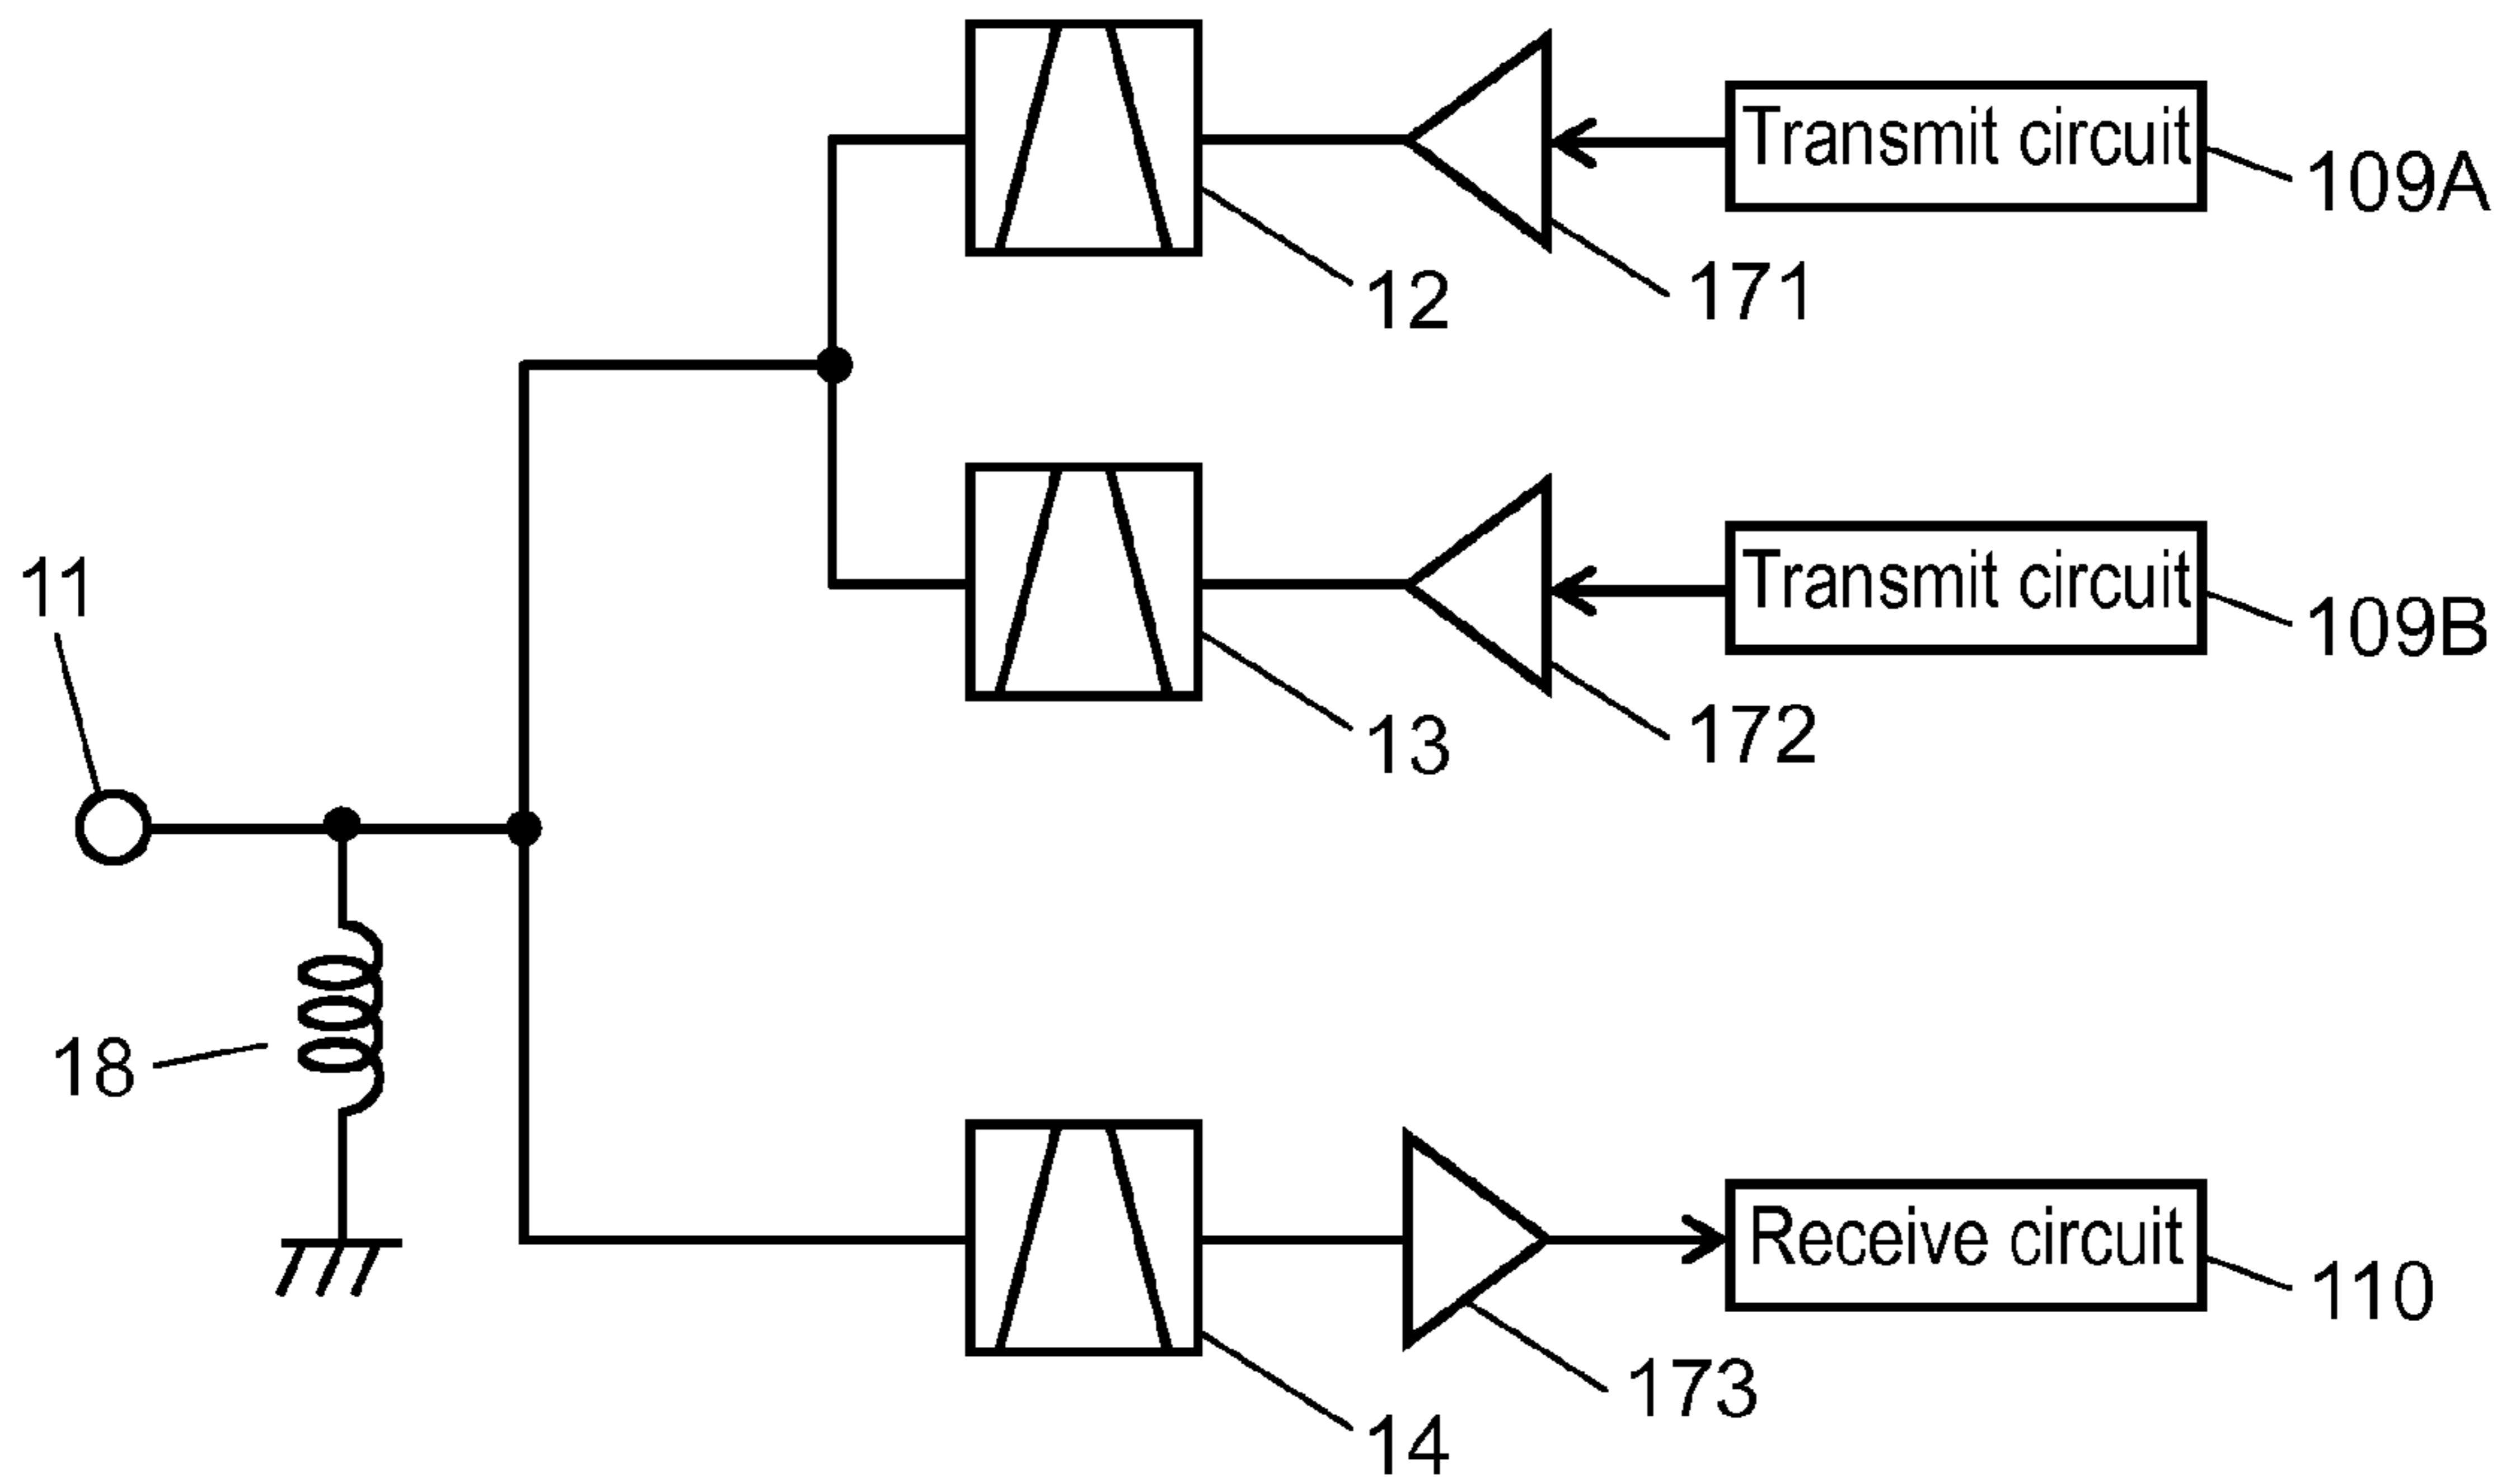 Transmit circuit
109A
12
171
Transmit circuit
109B
11
13
172
18
Receive circuit
110
173
14